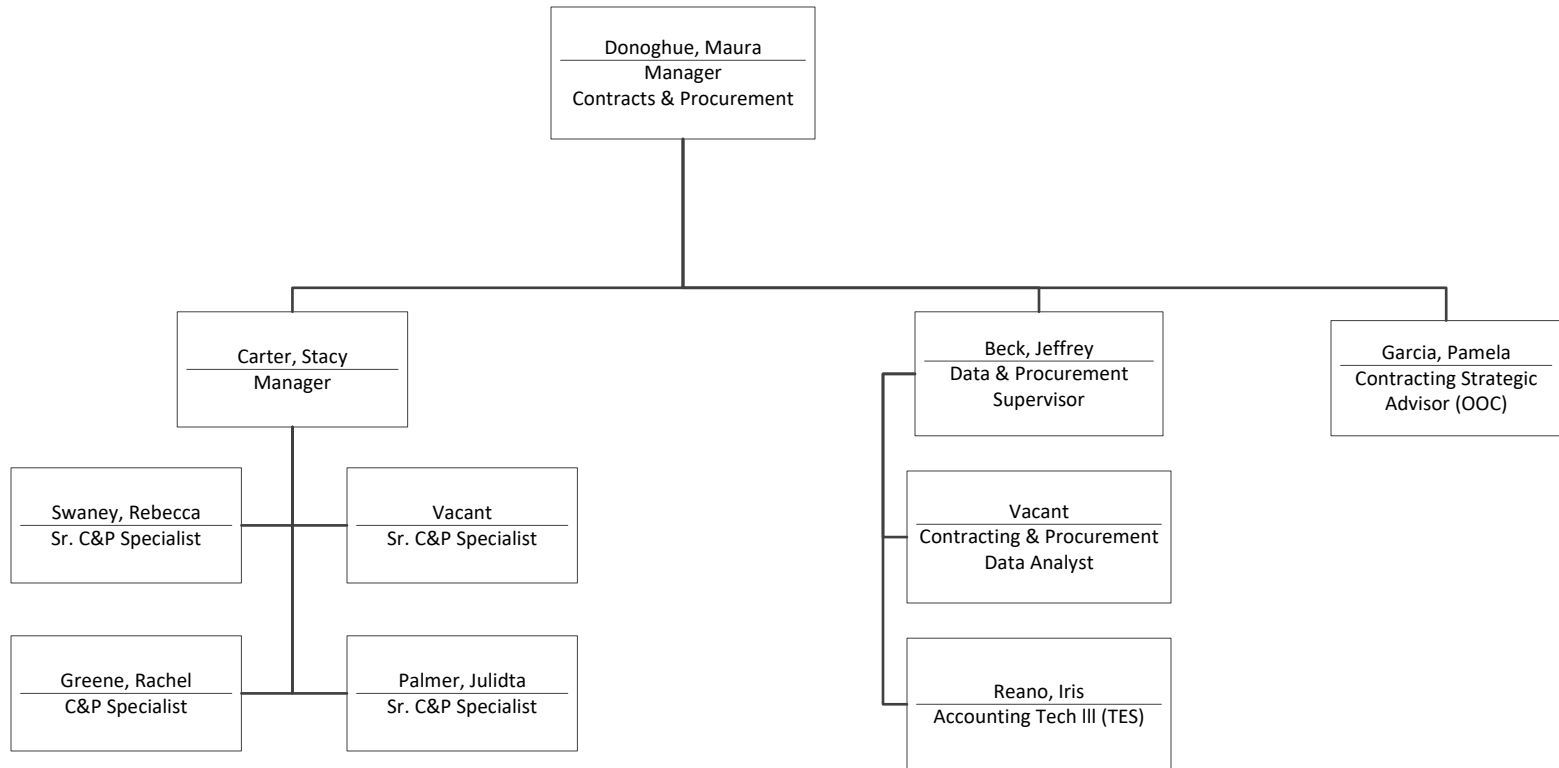 Donoghue, Maura
Manager
Contracts & Procurement
Carter, Stacy
Manager
Beck, Jeffrey
Data & Procurement
Supervisor
Garcia, Pamela
Contracting Strategic
Advisor (OOC)
Swaney, Rebecca
Sr. C&P Specialist
Vacant
Sr. C&P Specialist
Vacant
Contracting & Procurement
Data Analyst
Greene, Rachel
C&P Specialist
Palmer, Julidta
Sr. C&P Specialist
Reano, Iris
Accounting Tech lll (TES)